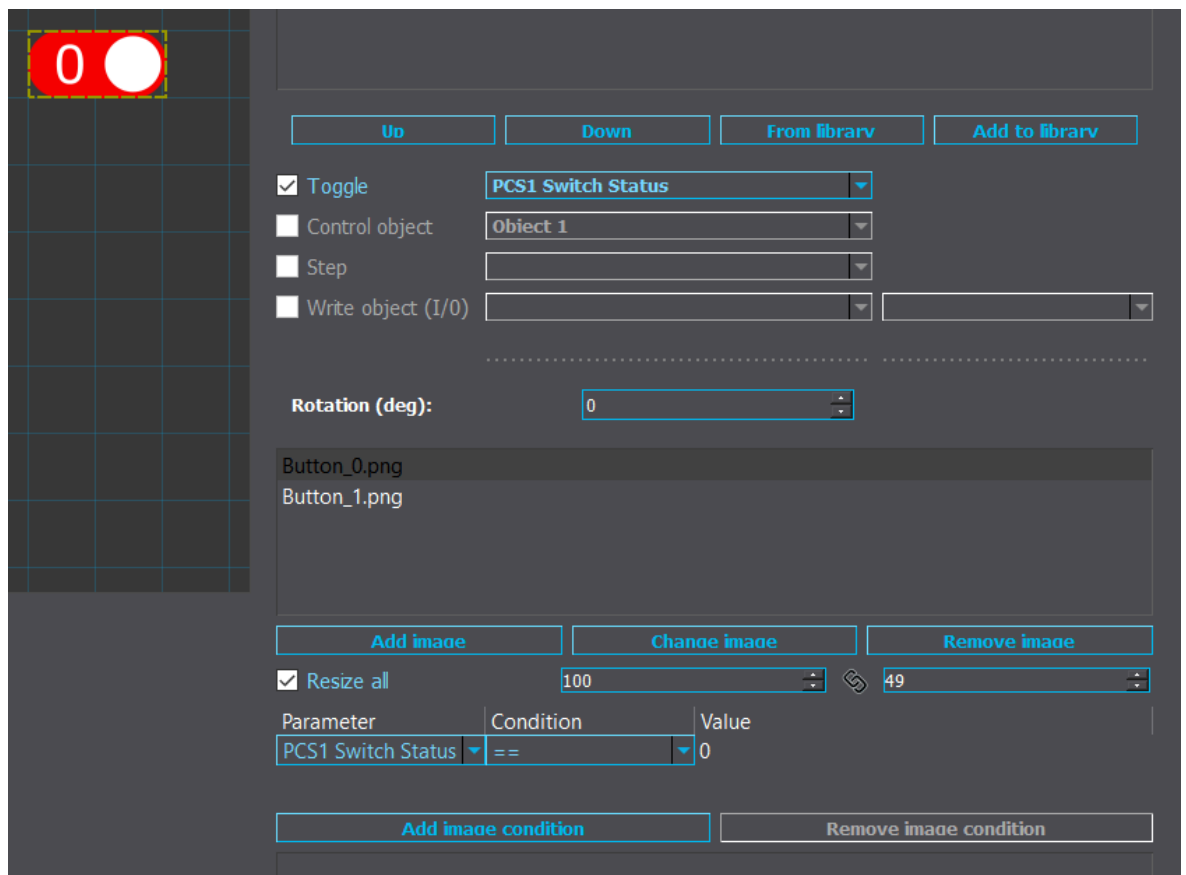 0
Up Down From library Add to library
Toggle PCS1 Switch Status
Control object Object 1
Step
Write object (I/0)
Rotation (deg): 0
Button_0.png
Button_1.png
Add image Change image Remove image
Resize all 100 49
Parameter Condition Value
PCS1 Switch Status == 0
Add image condition Remove image condition